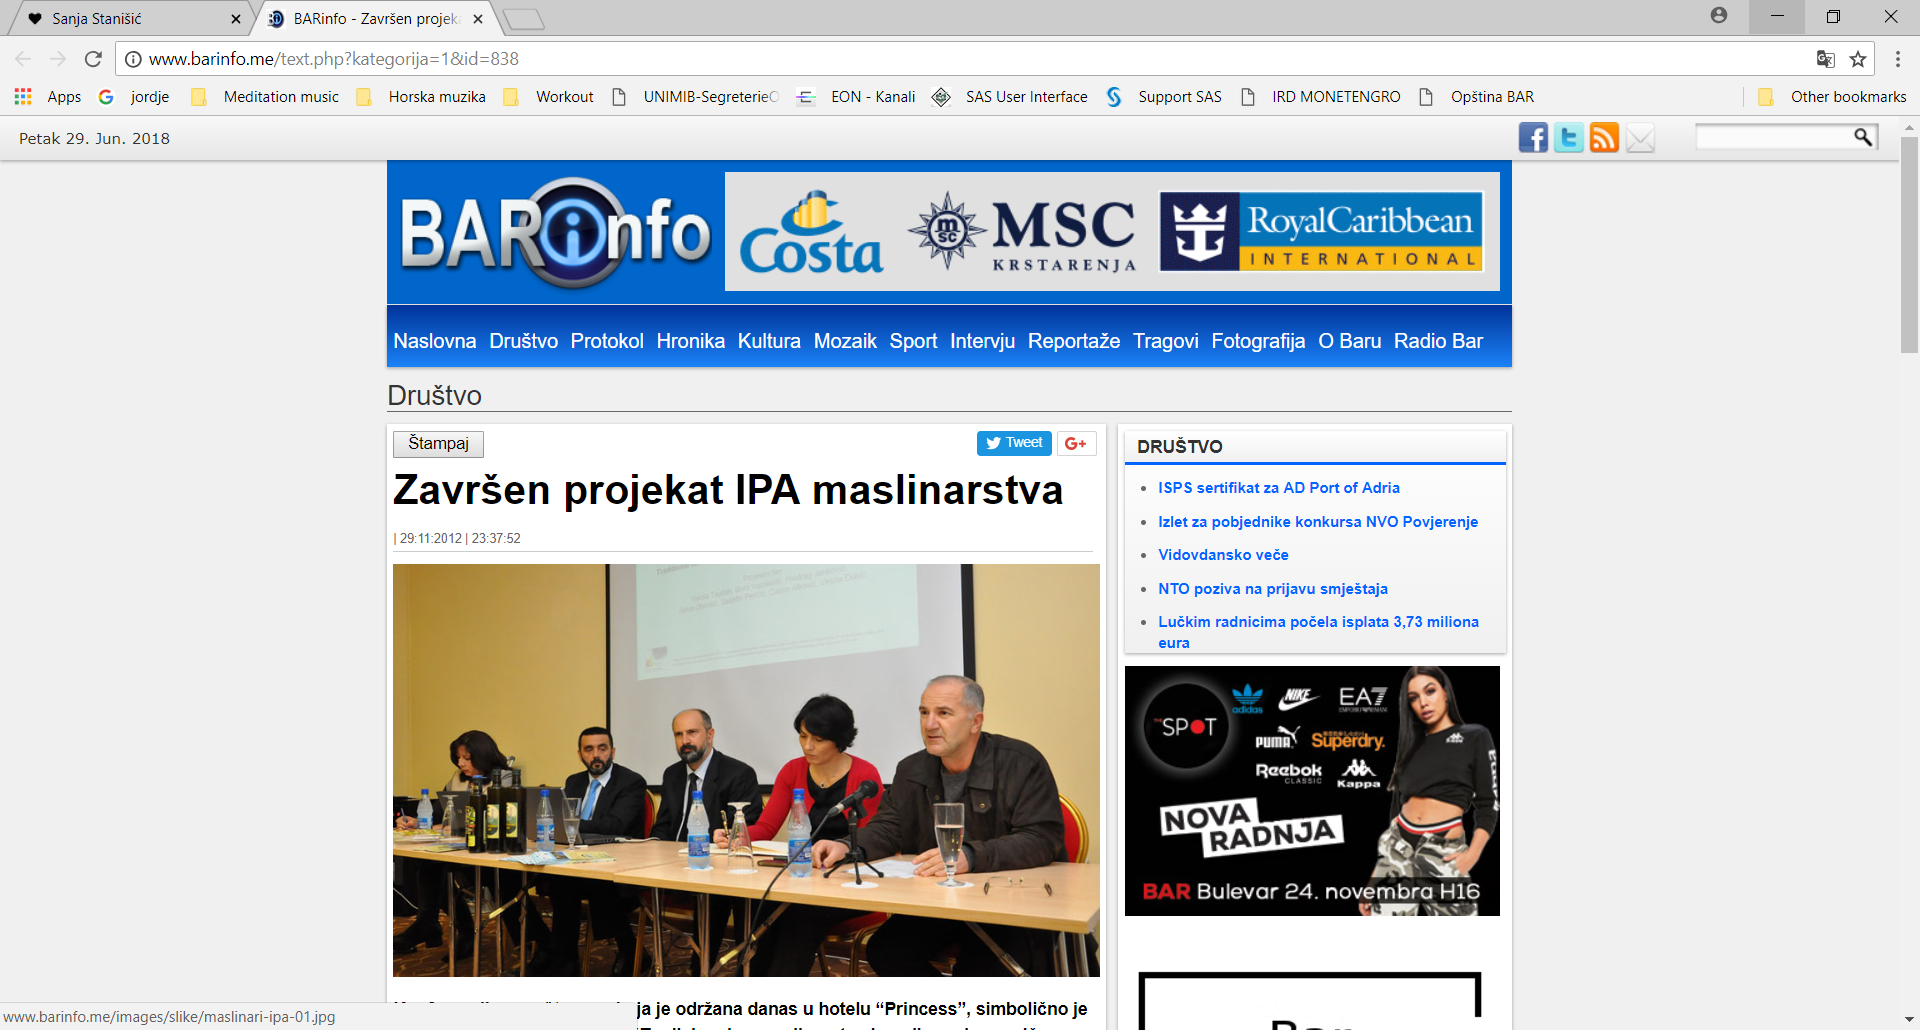 Sanja Stanišić
BARinfo - Završen projeka
www.barinfo.me/text.php?kategorija=1&id=838
Apps jordje Meditation music Horska muzika Workout UNIMIB-SegreterieO EON - Kanali SAS User Interface Support SAS IRD MONETENGRO Opština BAR Other bookmarks
Petak 29. Jun. 2018
BARinfo
Costa
MSC
KRSTARENJA
RoyalCaribbean
INTERNATIONAL
Naslovna Društvo Protokol Hronika Kultura Mozaik Sport Intervju Reportaže Tragovi Fotografija O Baru Radio Bar
Društvo
Štampaj
Tweet
G+
Završen projekat IPA maslinarstva
| 29:11:2012 | 23:37:52
ja je održana danas u hotelu “Princess”, simbolično je
www.barinfo.me/images/slike/maslinari-ipa-01.jpg
DRUŠTVO
ISPS sertifikat za AD Port of Adria
Izlet za pobjednike konkursa NVO Povjerenje
Vidovdansko veče
NTO poziva na prijavu smještaja
Lučkim radnicima počela isplata 3,73 miliona
eura
THE SPOT
adidas
NIKE
EA7
EMPORIO ARMANI
PUMA
Superdry.
Reebok
CLASSIC
Kappa
NOVA
RADNJA
BAR Bulevar 24. novembra H16